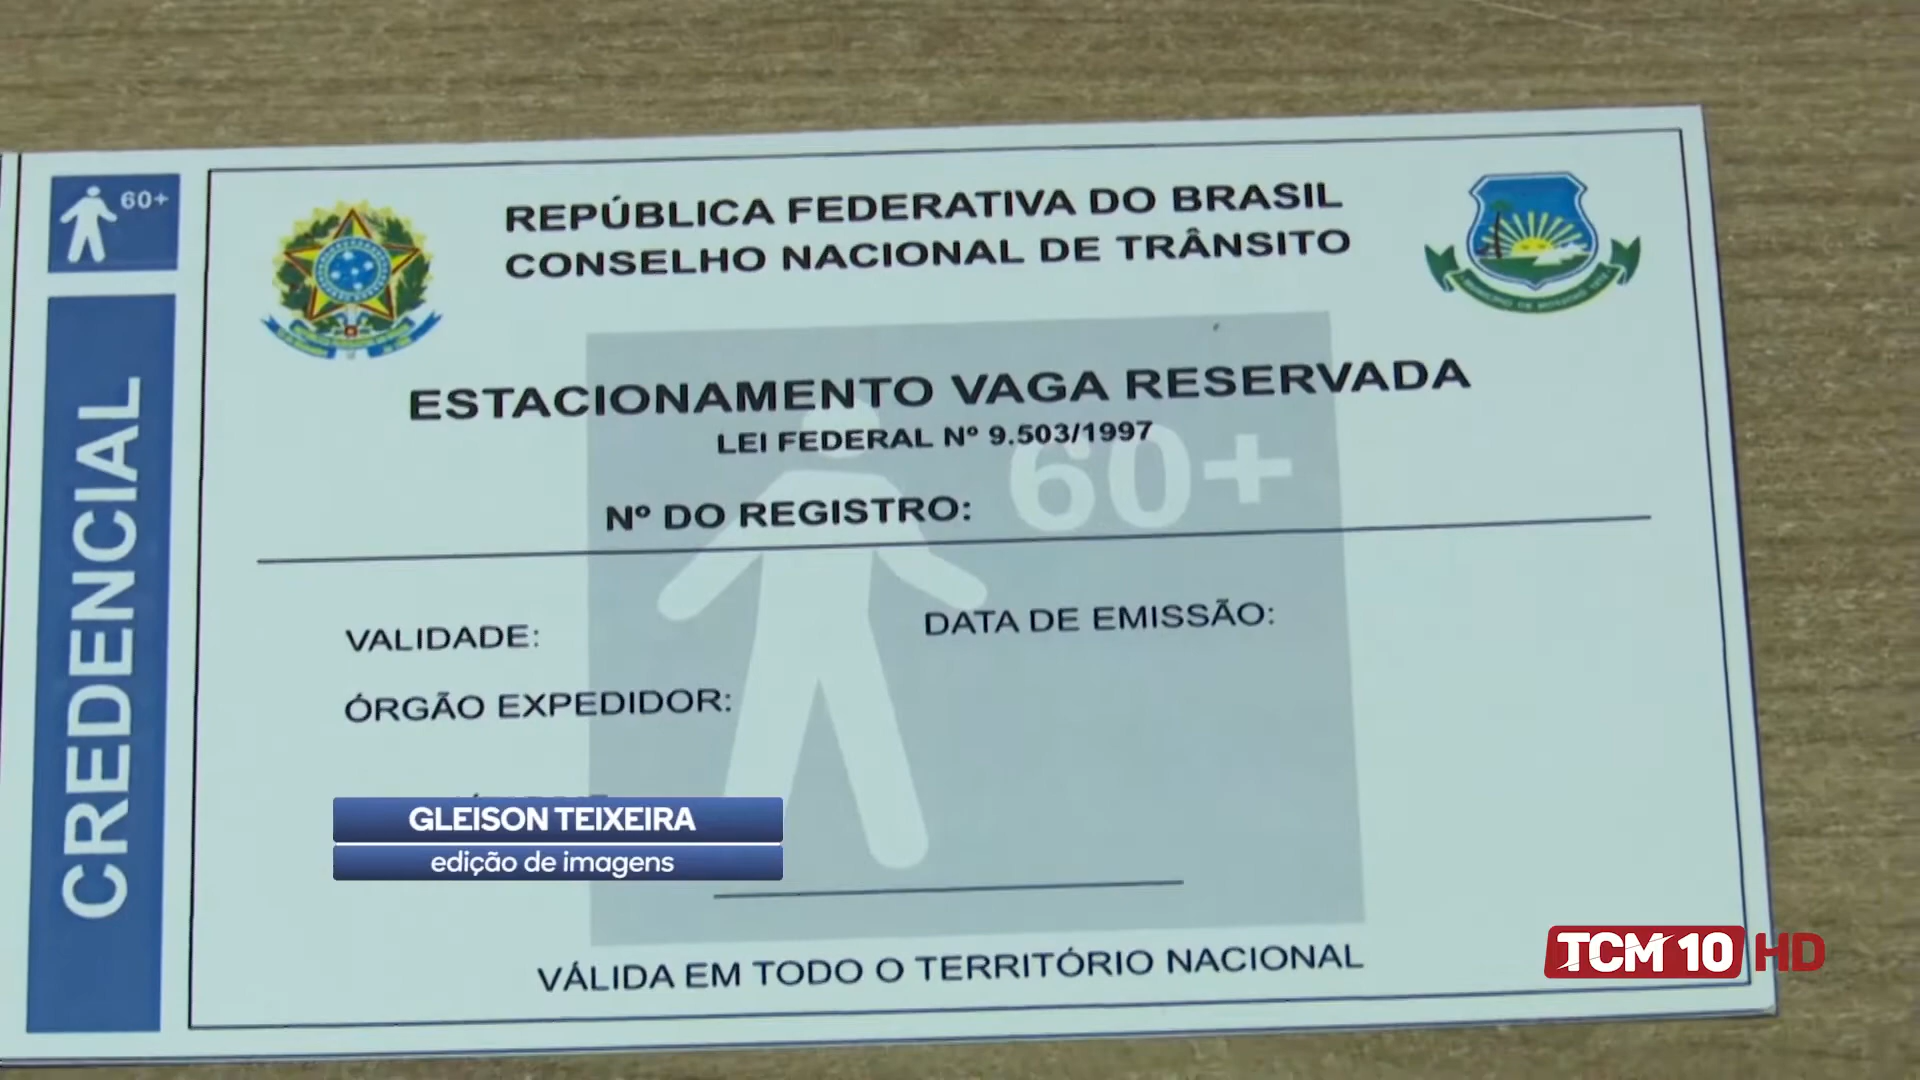 60+
CREDENCIAL
REPÚBLICA FEDERATIVA DO BRASIL
CONSELHO NACIONAL DE TRÂNSITO
ESTACIONAMENTO VAGA RESERVADA
LEI FEDERAL Nº 9.503/1997
60+
Nº DO REGISTRO:
VALIDADE:
DATA DE EMISSÃO:
ÓRGÃO EXPEDIDOR:
GLEISON TEIXEIRA
edição de imagens
VÁLIDA EM TODO O TERRITÓRIO NACIONAL
TCM 10 HD